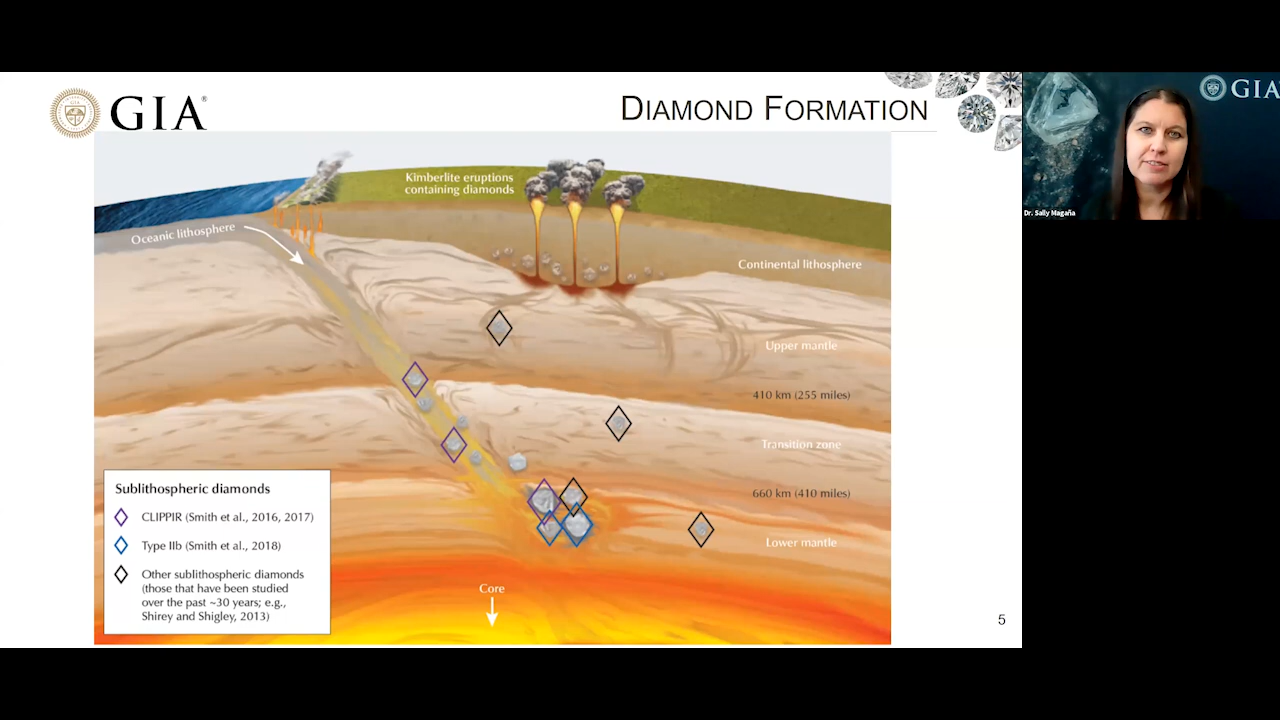 GIA®
DIAMOND FORMATION
GIA
Dr. Sally Magaña
Kimberlite eruptions
containing diamonds
Oceanic lithosphere
Continental lithosphere
Upper mantle
410 km (255 miles)
Transition zone
660 km (410 miles)
Lower mantle
Core
Sublithospheric diamonds
CLIPPIR (Smith et al., 2016, 2017)
Type IIb (Smith et al., 2018)
Other sublithospheric diamonds
(those that have been studied
over the past ~30 years; e.g.,
Shirey and Shigley, 2013)
5